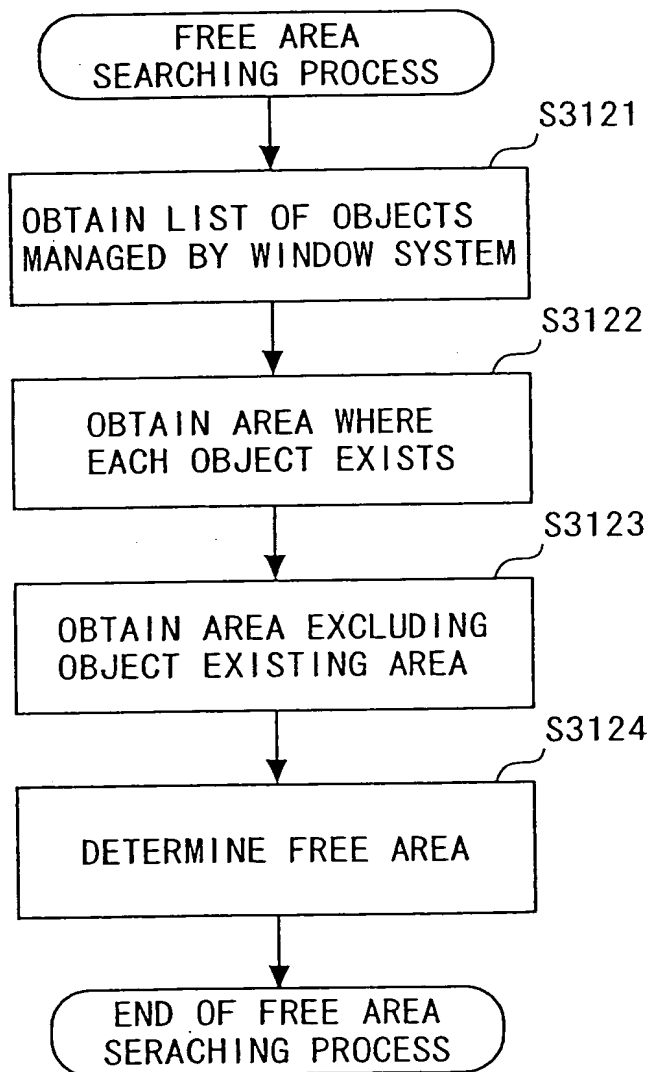 FREE AREA
SEARCHING PROCESS
S3121
OBTAIN LIST OF OBJECTS
MANAGED BY WINDOW SYSTEM
S3122
OBTAIN AREA WHERE
EACH OBJECT EXISTS
S3123
OBTAIN AREA EXCLUDING
OBJECT EXISTING AREA
S3124
DETERMINE FREE AREA
END OF FREE AREA
SERACHING PROCESS